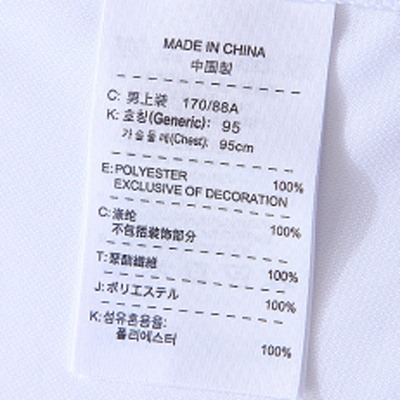 MADE IN CHINA
中国製
C: 男上装 170/88A
K: 호칭(Generic): 95
가슴둘레(Chest): 95cm
E: POLYESTER 100%
EXCLUSIVE OF DECORATION
C: 涤纶 100%
不包括装饰部分
T: 聚酯纖維 100%
J: ポリエステル 100%
K: 섬유혼용율:
폴리에스터 100%